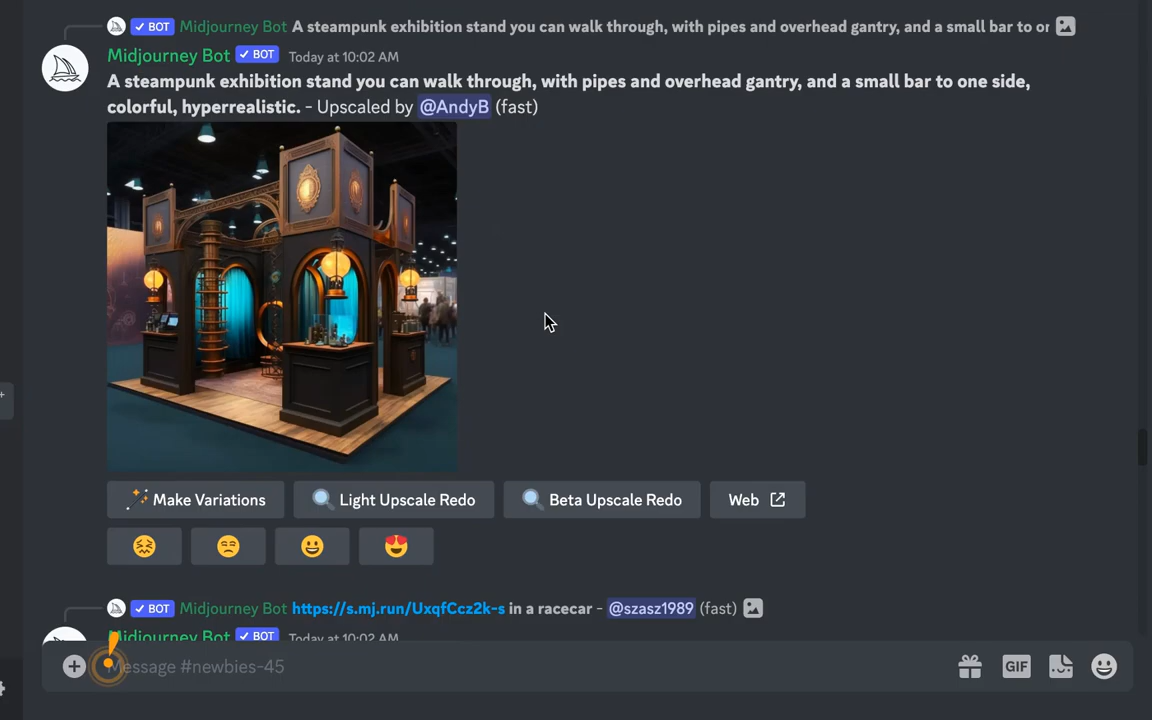 BOT Midjourney Bot A steampunk exhibition stand you can walk through, with pipes and overhead gantry, and a small bar to or
Midjourney Bot BOT Today at 10:02 AM
A steampunk exhibition stand you can walk through, with pipes and overhead gantry, and a small bar to one side,
colorful, hyperrealistic. - Upscaled by @AndyB (fast)
Make Variations Light Upscale Redo Beta Upscale Redo Web
BOT Midjourney Bot https://s.mj.run/UxqfCcz2k-s in a racecar - @szasz1989 (fast)
Midjourney Bot BOT Today at 10:02 AM
Message #newbies-45 GIF